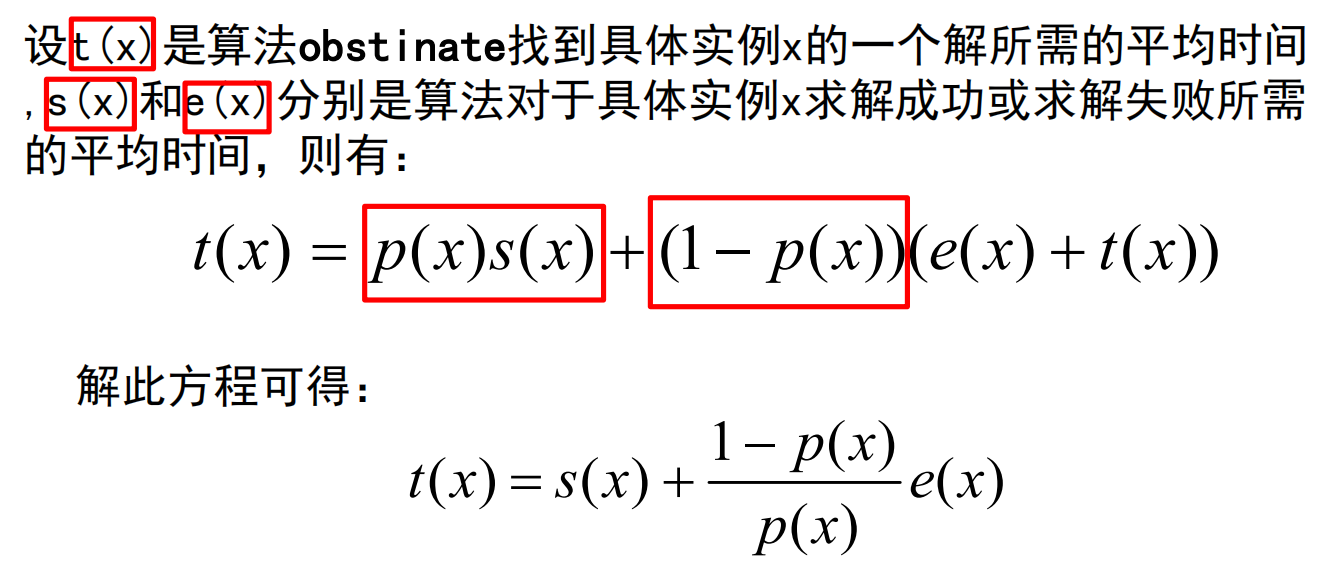 设t(x)是算法obstinate找到具体实例x的一个解所需的平均时间
,s(x)和e(x)分别是算法对于具体实例x求解成功或求解失败所需
的平均时间，则有：
t(x) = p(x)s(x) + (1 − p(x))(e(x) + t(x))
解此方程可得：
t(x) = s(x) + \frac{1 − p(x)}{p(x)} e(x)